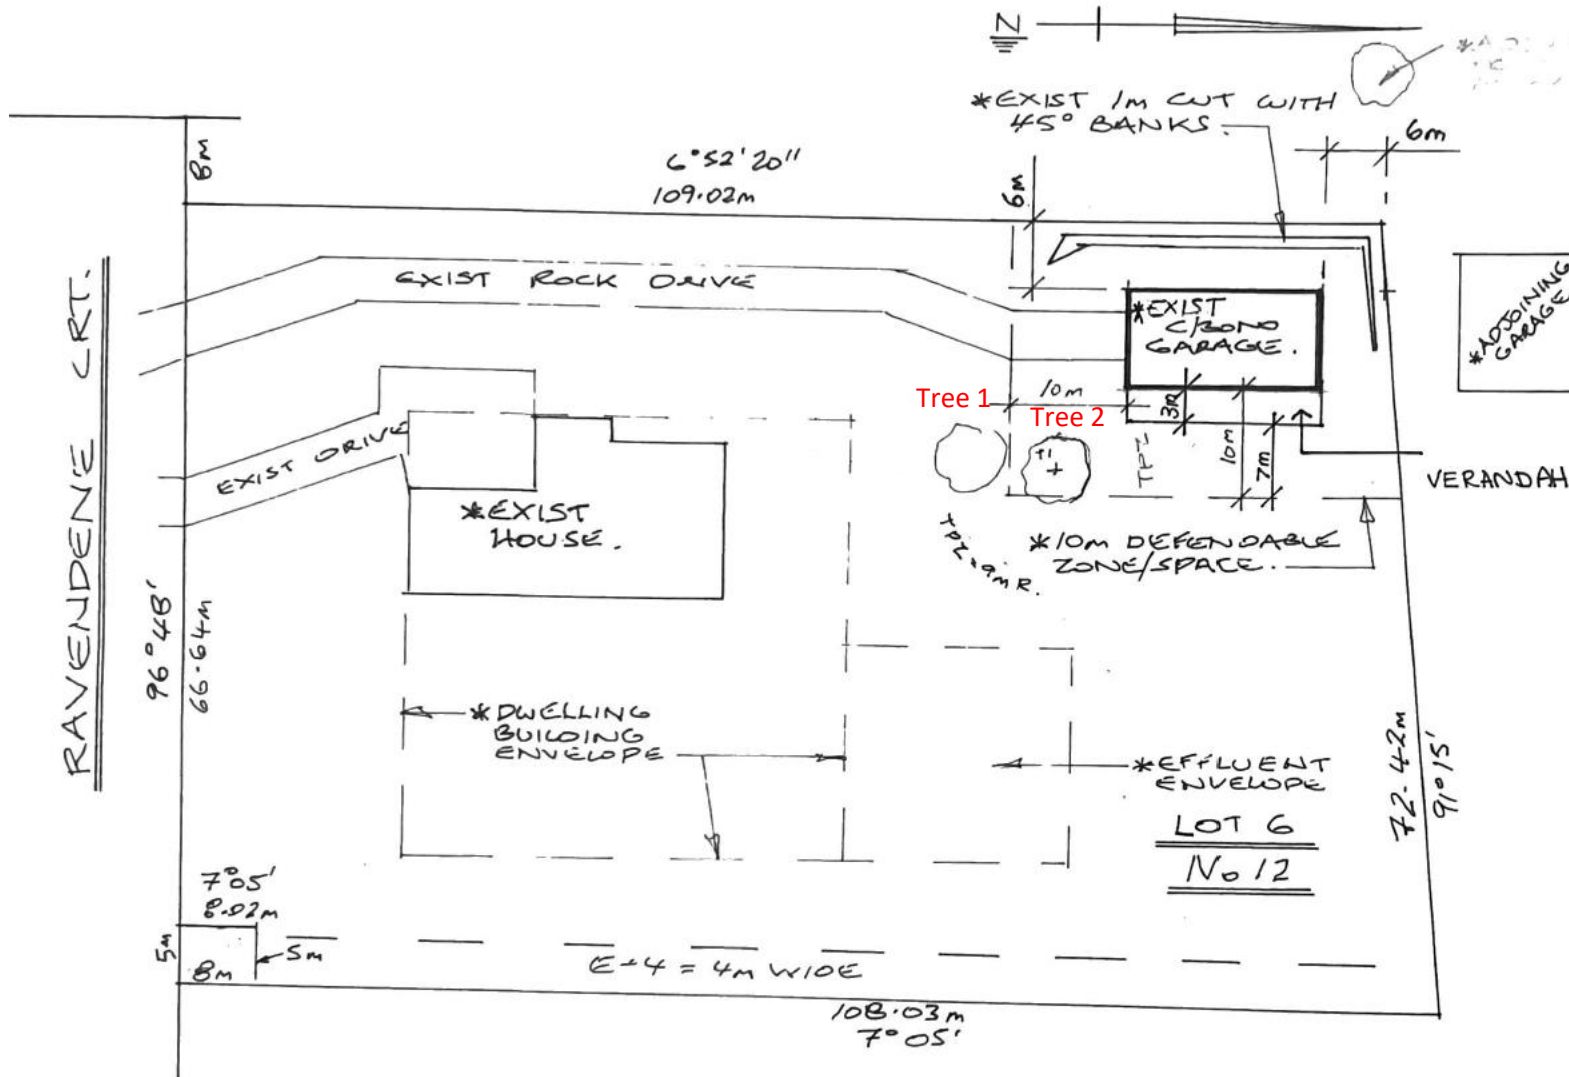 N
*EXIST 1m CUT WITH
45° BANKS.
6m
8m
6°52'20"
109.02m
6m
RAVENDENE CRT.
EXIST ROCK DRIVE
*EXIST
C/BOND
GARAGE.
*ADJOINING
GARAGE
Tree 1
10m
Tree 2
3m
T1
TPZ
10m
7m
VERANDAH
EXIST DRIVE
*EXIST
HOUSE.
TPZ=9mR.
*10m DEFENDABLE
ZONE/SPACE.
96°48'
66.64m
*DWELLING
BUILDING
ENVELOPE
*EFFLUENT
ENVELOPE
72.42m
91°15'
LOT 6
No 12
7°05'
8.02m
5m
8m
5m
E-4 = 4m WIDE
108.03m
7°05'